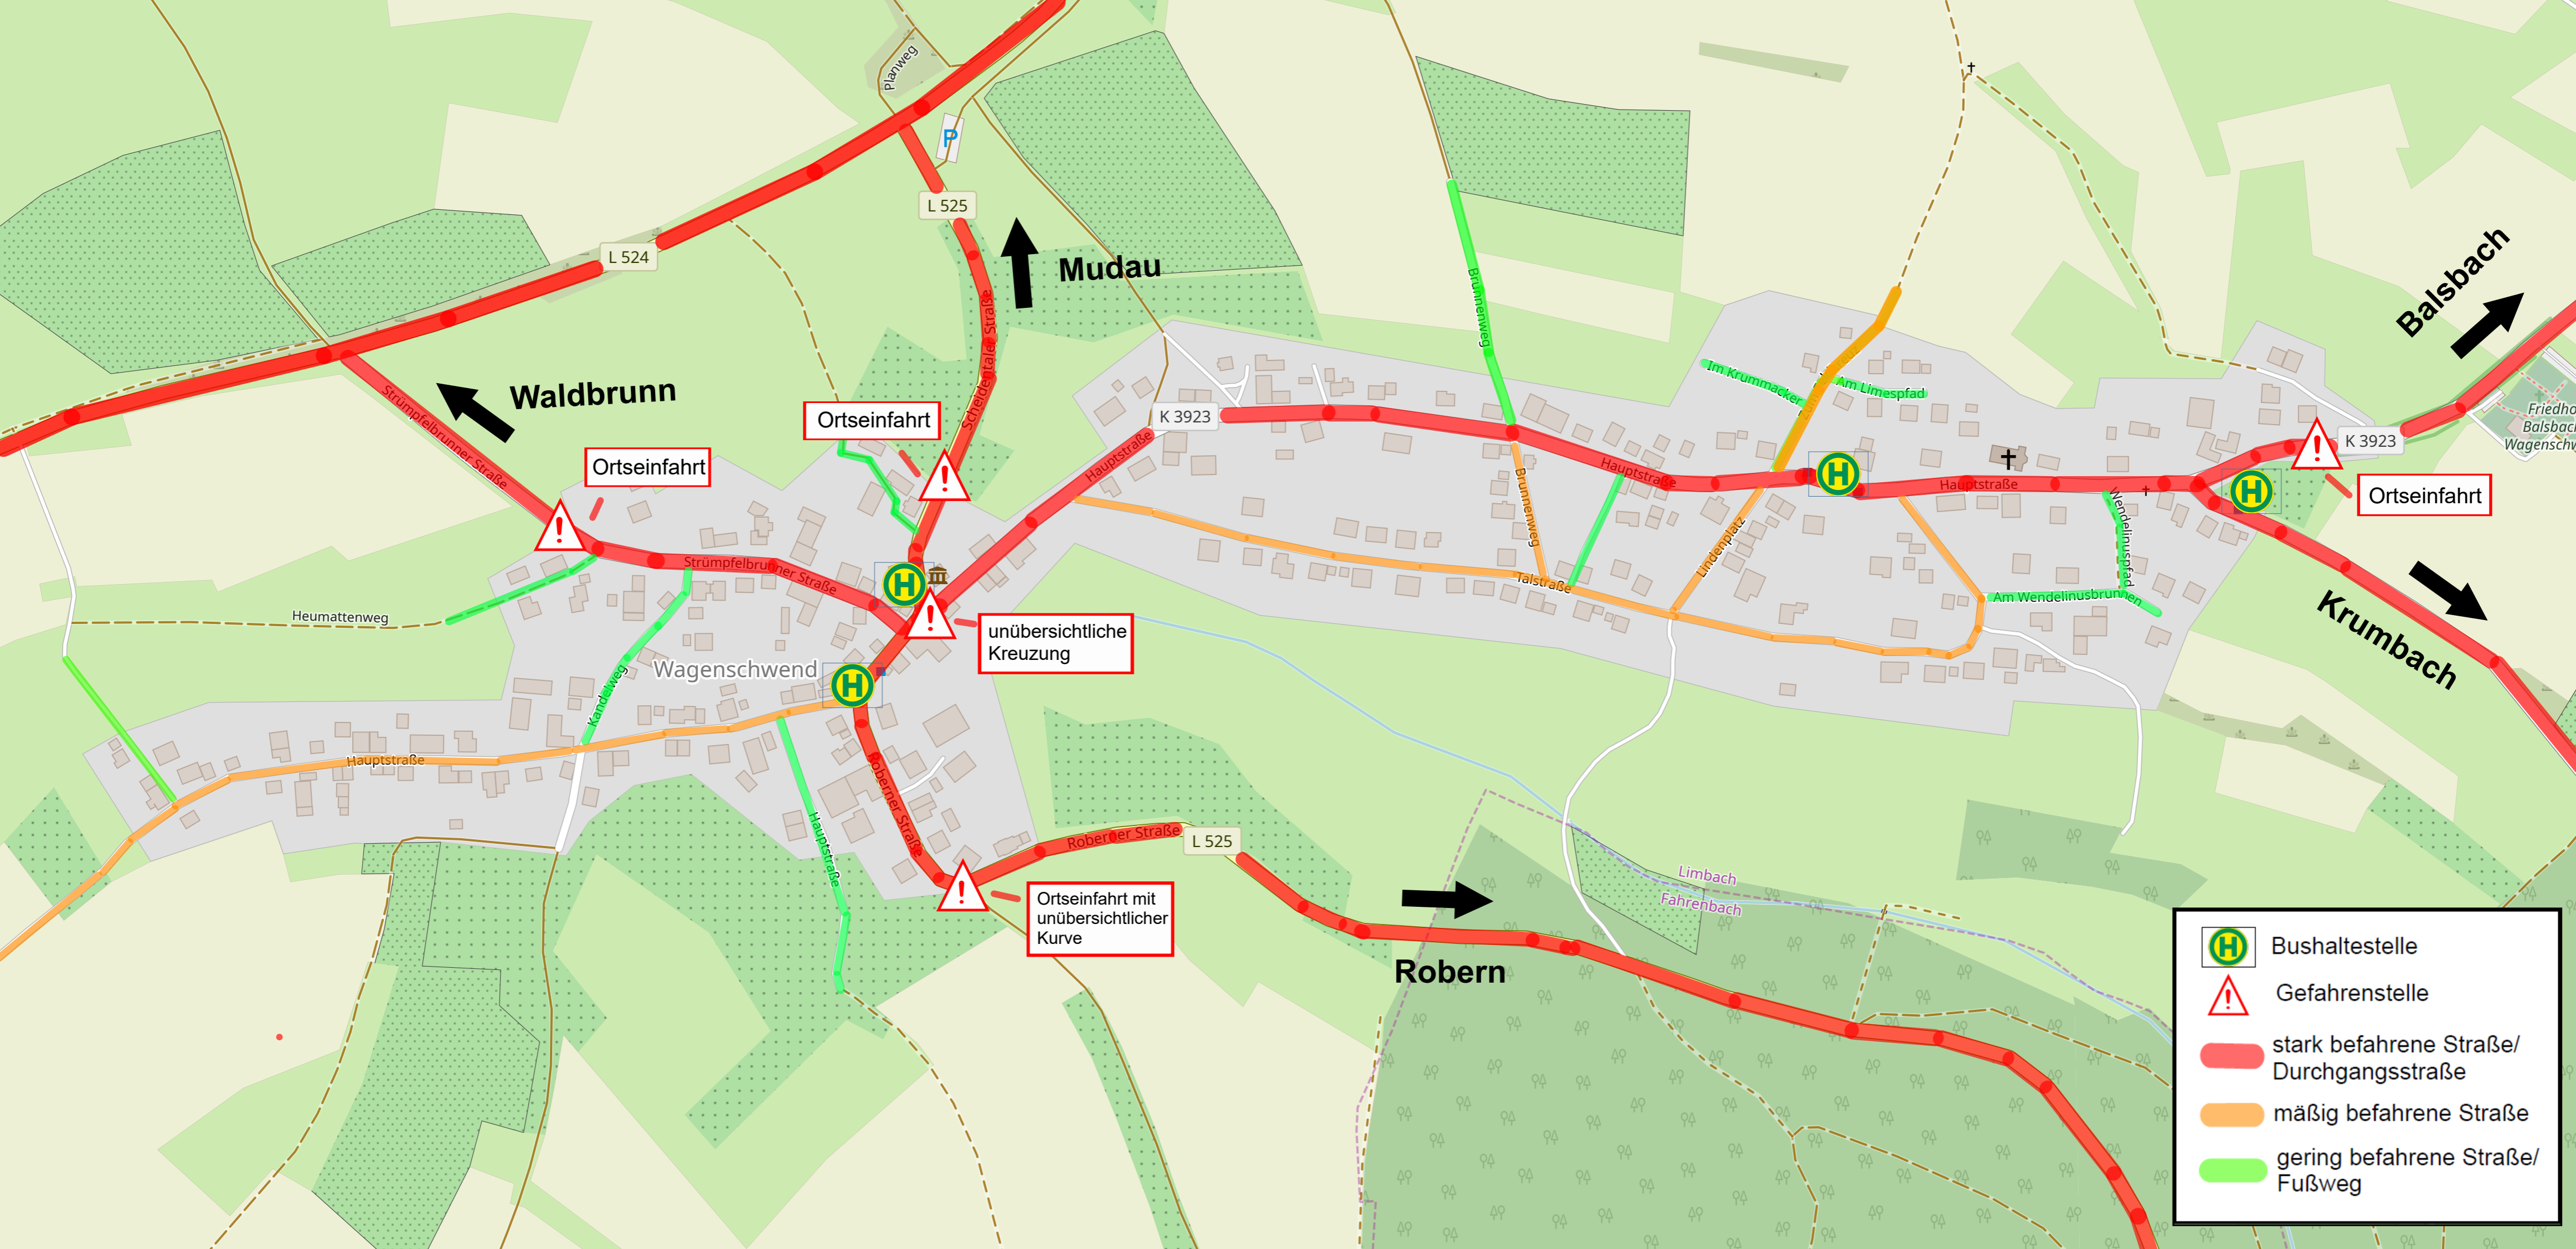 Planweg
P
L 525
L 524
Mudau
Balsbach
Waldbrunn
Strümpfelbrunner Straße
Scheidentaler Straße
Ortseinfahrt
Ortseinfahrt
K 3923
Hauptstraße
Brunnenweg
Im Krummacker
Am Limespfad
K 3923
Ortseinfahrt
Hauptstraße
Hauptstraße
Brunnenweg
Lindenplatz
Talstraße
Wendelinuspfad
Am Wendelinusbrunnen
Krumbach
H
H
H
H
Strümpfelbrunner Straße
Heumattenweg
unübersichtliche
Kreuzung
Wagenschwend
Kandelweg
Hauptstraße
Hauptstraße
Roberner Straße
Roberner Straße
L 525
Ortseinfahrt mit
unübersichtlicher
Kurve
Robern
Limbach
Fahrenbach
H Bushaltestelle
! Gefahrenstelle
stark befahrene Straße/
Durchgangsstraße
mäßig befahrene Straße
gering befahrene Straße/
Fußweg